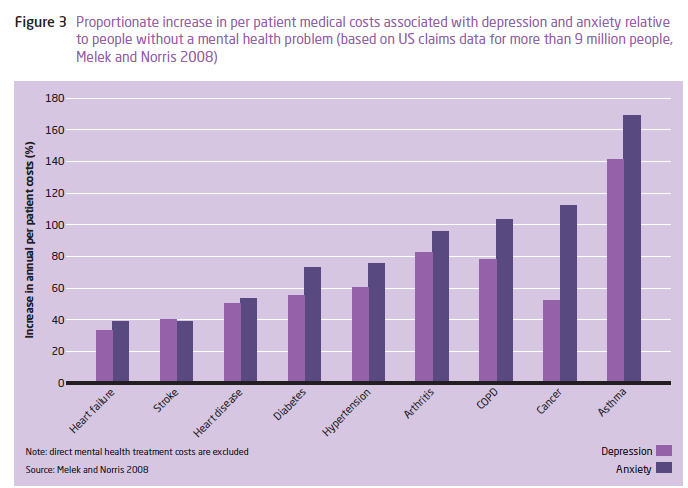 Figure 3 Proportionate increase in per patient medical costs associated with depression and anxiety relative
to people without a mental health problem (based on US claims data for more than 9 million people,
Melek and Norris 2008)
Increase in annual per patient costs (%)
180
160
140
120
100
80
60
40
20
0
Heart failure
Stroke
Heart disease
Diabetes
Hypertension
Arthritis
COPD
Cancer
Asthma
Note: direct mental health treatment costs are excluded
Source: Melek and Norris 2008
Depression
Anxiety